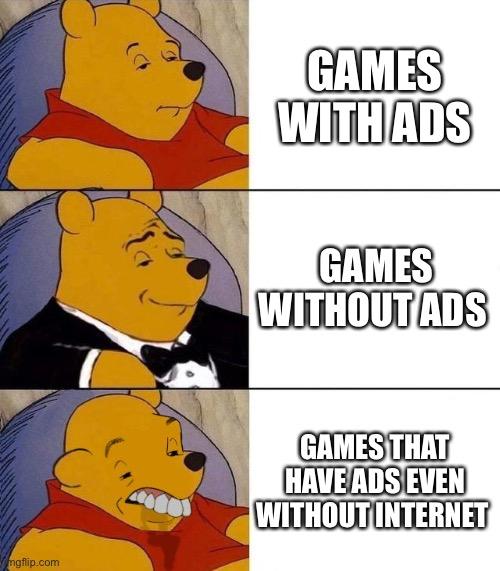 GAMES
WITH ADS
GAMES
WITHOUT ADS
GAMES THAT
HAVE ADS EVEN
WITHOUT INTERNET
imgflip.com